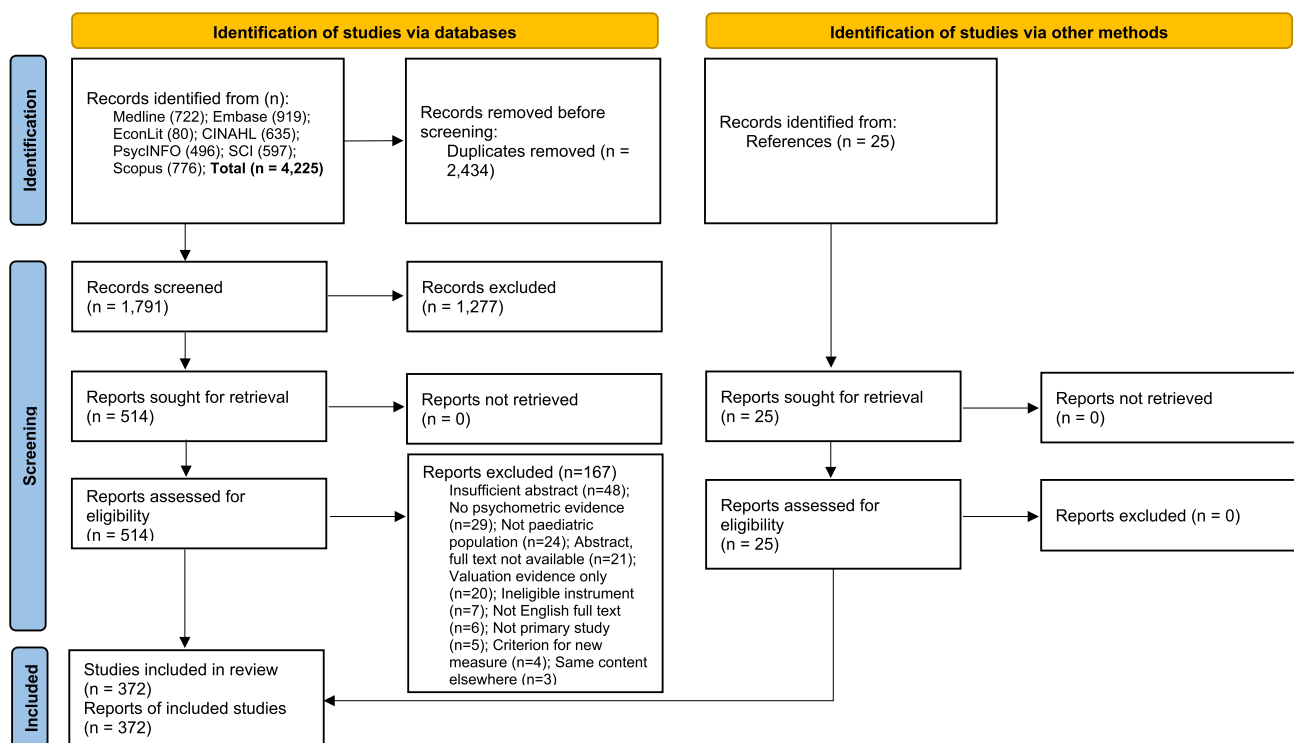 Identification of studies via databases
Identification of studies via other methods
Identification
Records identified from (n):
Medline (722); Embase (919);
EconLit (80); CINAHL (635);
PsycINFO (496); SCI (597);
Scopus (776); Total (n = 4,225)
Records removed before
screening:
Duplicates removed (n =
2,434)
Records identified from:
References (n = 25)
Screening
Records screened
(n = 1,791)
Records excluded
(n = 1,277)
Reports sought for retrieval
(n = 514)
Reports not retrieved
(n = 0)
Reports sought for retrieval
(n = 25)
Reports not retrieved
(n = 0)
Reports assessed for
eligibility
(n = 514)
Reports excluded (n=167)
Insufficient abstract (n=48);
No psychometric evidence
(n=29); Not paediatric
population (n=24); Abstract,
full text not available (n=21);
Valuation evidence only
(n=20); Ineligible instrument
(n=7); Not English full text
(n=6); Not primary study
(n=5); Criterion for new
measure (n=4); Same content
elsewhere (n=3)
Reports assessed for
eligibility
(n = 25)
Reports excluded (n = 0)
Included
Studies included in review
(n = 372)
Reports of included studies
(n = 372)